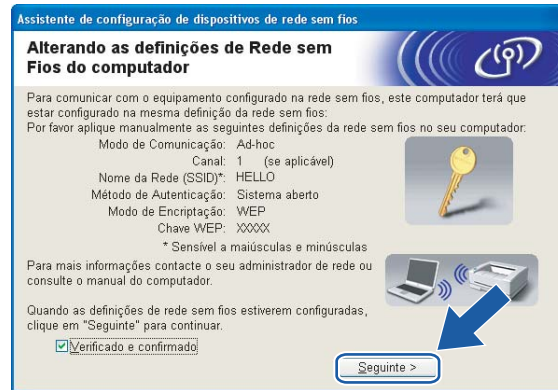 Assistente de configuração de dispositivos de rede sem fios
Alterando as definições de Rede sem
Fios do computador
Para comunicar com o equipamento configurado na rede sem fios, este computador terá que
estar configurado na mesma definição da rede sem fios:
Por favor aplique manualmente as seguintes definições da rede sem fios no seu computador:
Modo de Comunicação: Ad-hoc
Canal: 1 (se aplicável)
Nome da Rede (SSID)*: HELLO
Método de Autenticação: Sistema aberto
Modo de Encriptação: WEP
Chave WEP: XXXXX
* Sensível a maiúsculas e minúsculas
Para mais informações contacte o seu administrador de rede ou
consulte o manual do computador.
Quando as definições de rede sem fios estiverem configuradas,
clique em "Seguinte" para continuar.
Verificado e confirmado
Seguinte >